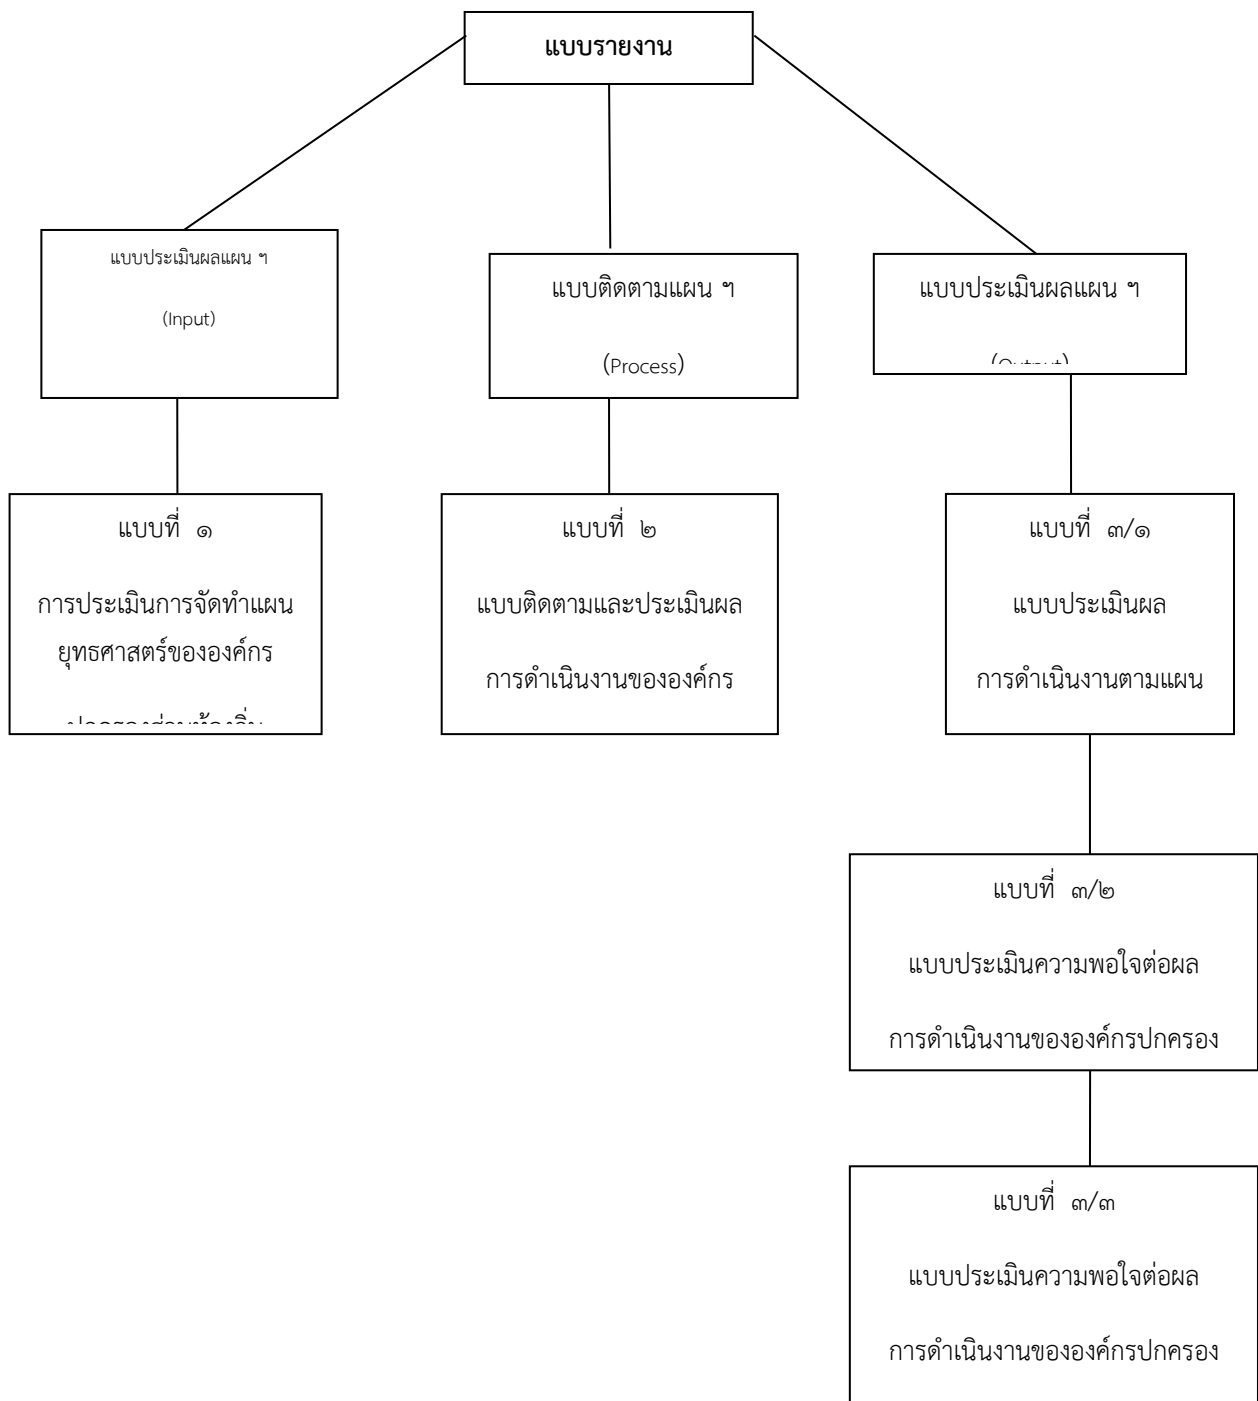 แบบรายงาน
แบบประเมินผลแผน ฯ
(Input)
แบบติดตามแผน ฯ
(Process)
แบบประเมินผลแผน ฯ
(Output)
แบบที่ ๑
การประเมินการจัดทำแผน
ยุทธศาสตร์ขององค์กร
แบบที่ ๒
แบบติดตามและประเมินผล
การดำเนินงานขององค์กร
แบบที่ ๓/๑
แบบประเมินผล
การดำเนินงานตามแผน
แบบที่ ๓/๒
แบบประเมินความพอใจต่อผล
การดำเนินงานขององค์กรปกครอง
แบบที่ ๓/๓
แบบประเมินความพอใจต่อผล
การดำเนินงานขององค์กรปกครอง